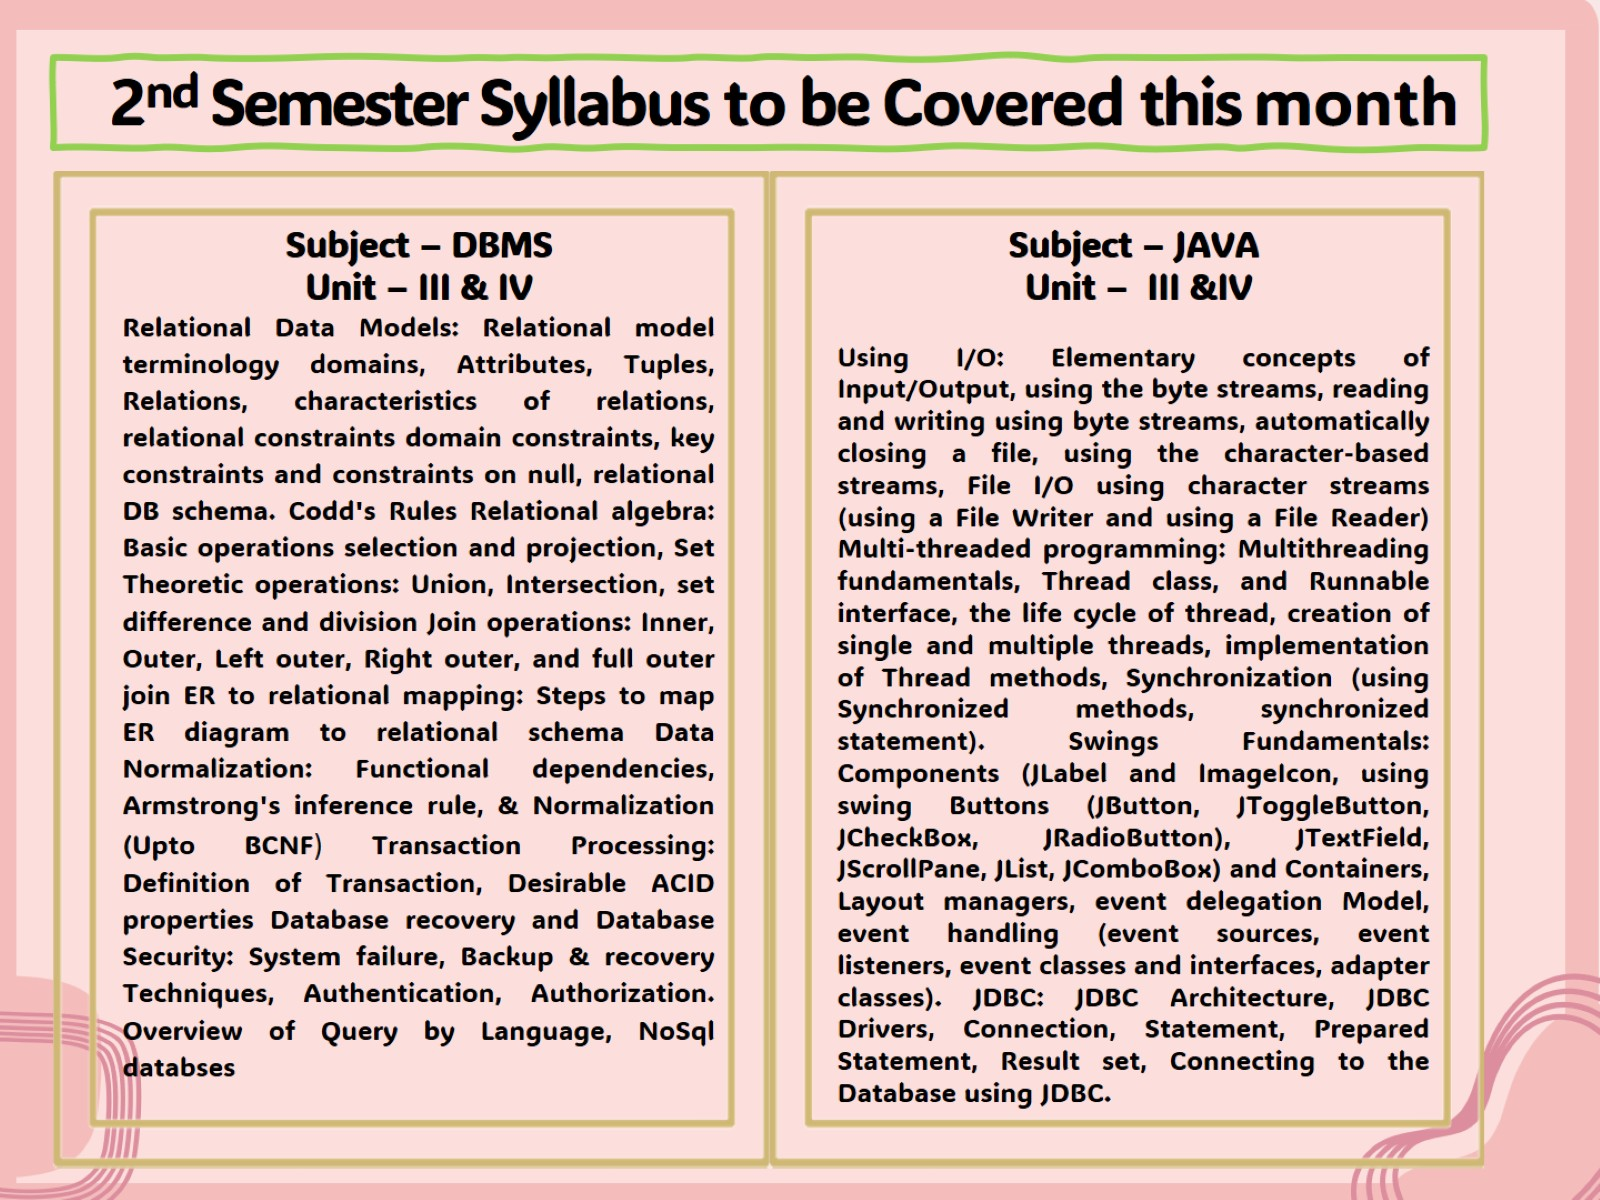 2nd Semester Syllabus to be Covered this month
Subject – DBMS
Unit – III & IV
Relational Data Models: Relational model
terminology domains, Attributes, Tuples,
Relations, characteristics of relations,
relational constraints domain constraints, key
constraints and constraints on null, relational
DB schema. Codd's Rules Relational algebra:
Basic operations selection and projection, Set
Theoretic operations: Union, Intersection, set
difference and division Join operations: Inner,
Outer, Left outer, Right outer, and full outer
join ER to relational mapping: Steps to map
ER diagram to relational schema Data
Normalization: Functional dependencies,
Armstrong's inference rule, & Normalization
(Upto BCNF) Transaction Processing:
Definition of Transaction, Desirable ACID
properties Database recovery and Database
Security: System failure, Backup & recovery
Techniques, Authentication, Authorization.
Overview of Query by Language, NoSql
databses
Subject – JAVA
Unit – III &IV
Using I/O: Elementary concepts of
Input/Output, using the byte streams, reading
and writing using byte streams, automatically
closing a file, using the character-based
streams, File I/O using character streams
(using a File Writer and using a File Reader)
Multi-threaded programming: Multithreading
fundamentals, Thread class, and Runnable
interface, the life cycle of thread, creation of
single and multiple threads, implementation
of Thread methods, Synchronization (using
Synchronized methods, synchronized
statement). Swings Fundamentals:
Components (JLabel and ImageIcon, using
swing Buttons (JButton, JToggleButton,
JCheckBox, JRadioButton), JTextField,
JScrollPane, JList, JComboBox) and Containers,
Layout managers, event delegation Model,
event handling (event sources, event
listeners, event classes and interfaces, adapter
classes). JDBC: JDBC Architecture, JDBC
Drivers, Connection, Statement, Prepared
Statement, Result set, Connecting to the
Database using JDBC.